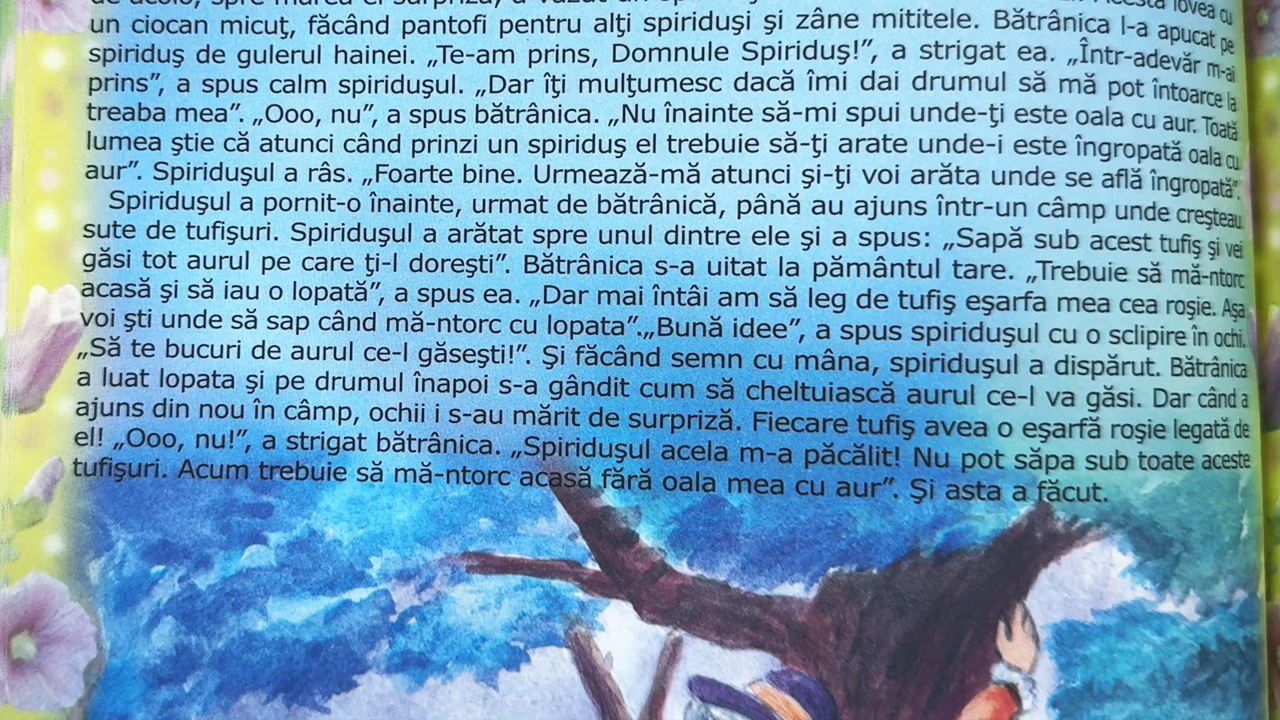 de acolo, spre marea ei surpriză, a văzut un
un ciocan micuţ, făcând pantofi pentru alţi spiriduşi şi zâne mititele. Bătrânica l-a apucat pe
spiriduş de gulerul hainei. „Te-am prins, Domnule Spiriduş!”, a strigat ea. „Într-adevăr m-ai
prins”, a spus calm spiriduşul. „Dar îţi mulţumesc dacă îmi dai drumul să mă pot întoarce la
treaba mea”. „Ooo, nu”, a spus bătrânica. „Nu înainte să-mi spui unde-ţi este oala cu aur. Toată
lumea ştie că atunci când prinzi un spiriduş el trebuie să-ţi arate unde-i este îngropată oala cu
aur”. Spiriduşul a râs. „Foarte bine. Urmează-mă atunci şi-ţi voi arăta unde se află îngropată”.
Spiriduşul a pornit-o înainte, urmat de bătrânică, până au ajuns într-un câmp unde creşteau
sute de tufişuri. Spiriduşul a arătat spre unul dintre ele şi a spus: „Sapă sub acest tufiş şi vei
găsi tot aurul pe care ţi-l doreşti”. Bătrânica s-a uitat la pământul tare. „Trebuie să mă-ntorc
acasă şi să iau o lopată”, a spus ea. „Dar mai întâi am să leg de tufiş eşarfa mea cea roşie. Aşa
voi şti unde să sap când mă-ntorc cu lopata”.„Bună idee”, a spus spiriduşul cu o sclipire în ochi.
„Să te bucuri de aurul ce-l găseşti!”. Şi făcând semn cu mâna, spiriduşul a dispărut. Bătrânica
a luat lopata şi pe drumul înapoi s-a gândit cum să cheltuiască aurul ce-l va găsi. Dar când a
ajuns din nou în câmp, ochii i s-au mărit de surpriză. Fiecare tufiş avea o eşarfă roşie legată de
el! „Ooo, nu!”, a strigat bătrânica. „Spiriduşul acela m-a păcălit! Nu pot săpa sub toate aceste
tufişuri. Acum trebuie să mă-ntorc acasă fără oala mea cu aur”. Şi asta a făcut.